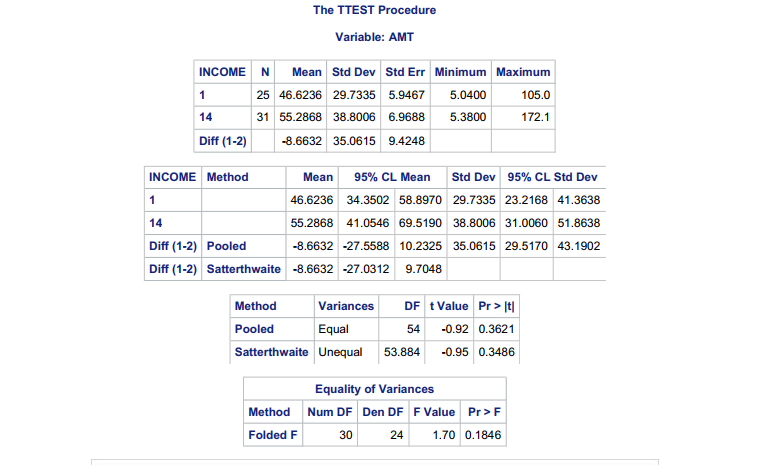 The TTEST Procedure
Variable: AMT
INCOME N Mean Std Dev Std Err Minimum Maximum
1 25 46.6236 29.7335 5.9467 5.0400 105.0
14 31 55.2868 38.8006 6.9688 5.3800 172.1
Diff (1-2) -8.6632 35.0615 9.4248
INCOME Method Mean 95% CL Mean Std Dev 95% CL Std Dev
1 46.6236 34.3502 58.8970 29.7335 23.2168 41.3638
14 55.2868 41.0546 69.5190 38.8006 31.0060 51.8638
Diff (1-2) Pooled -8.6632 -27.5588 10.2325 35.0615 29.5170 43.1902
Diff (1-2) Satterthwaite -8.6632 -27.0312 9.7048
Method Variances DF t Value Pr > |t|
Pooled Equal 54 -0.92 0.3621
Satterthwaite Unequal 53.884 -0.95 0.3486
Equality of Variances
Method Num DF Den DF F Value Pr > F
Folded F 30 24 1.70 0.1846